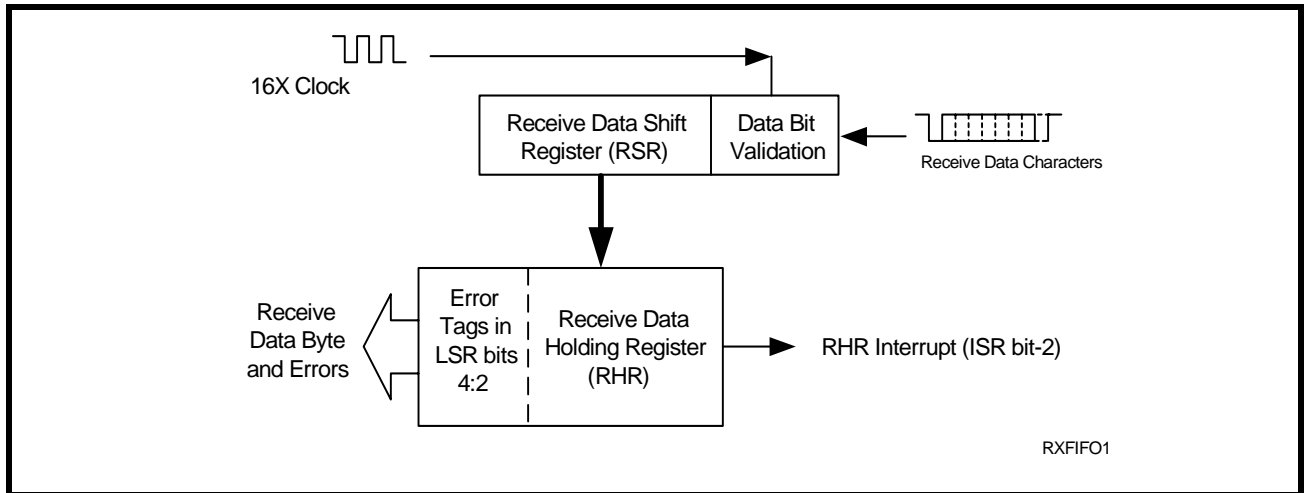 16X Clock
Receive Data Shift
Register (RSR)
Data Bit
Validation
Receive Data Characters
Receive
Data Byte
and Errors
Error
Tags in
LSR bits
4:2
Receive Data
Holding Register
(RHR)
RHR Interrupt (ISR bit-2)
RXFIFO1